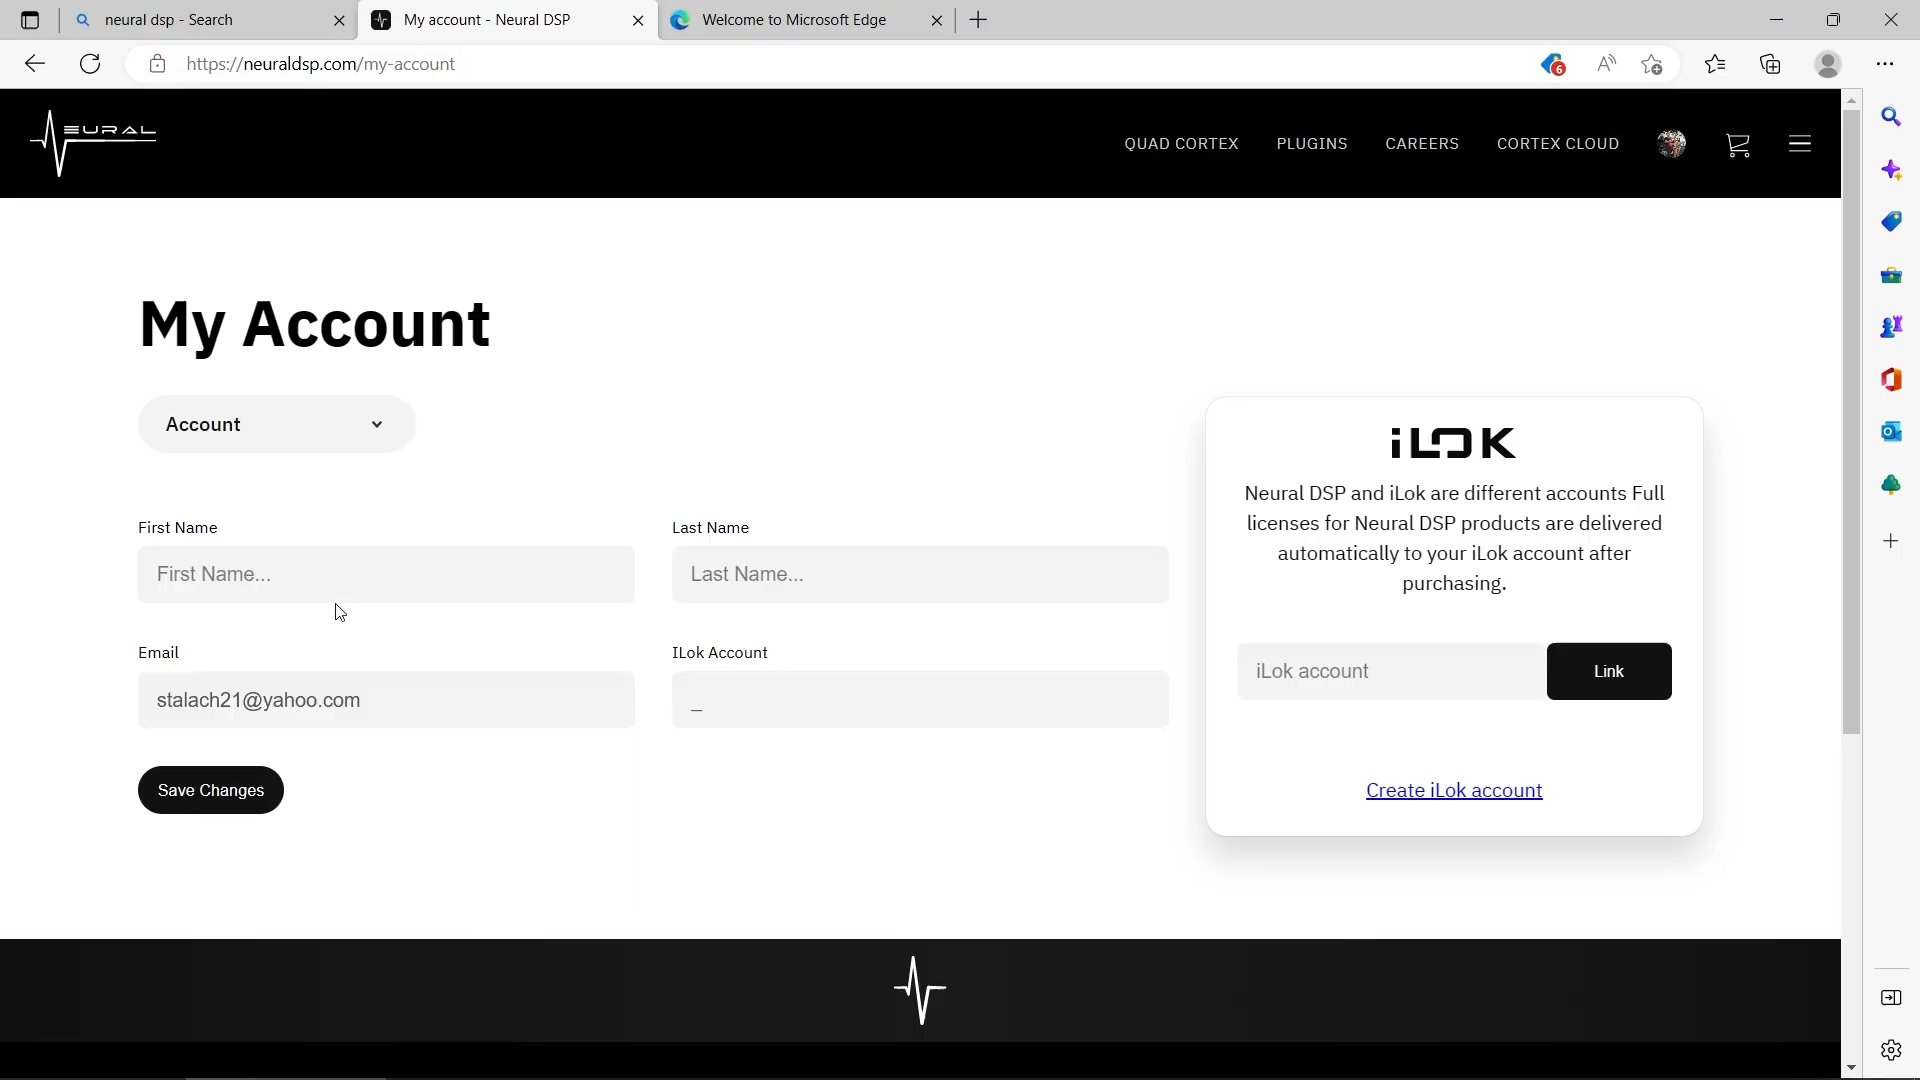 neural dsp - Search
My account - Neural DSP
Welcome to Microsoft Edge
https://neuraldsp.com/my-account
6
NEURAL
QUAD CORTEX
PLUGINS
CAREERS
CORTEX CLOUD
My Account
Account
First Name
Last Name
First Name...
Last Name...
Email
ILok Account
stalach21@yahoo.com
_
Save Changes
iLOK
Neural DSP and iLok are different accounts Full
licenses for Neural DSP products are delivered
automatically to your iLok account after
purchasing.
iLok account
Link
Create iLok account